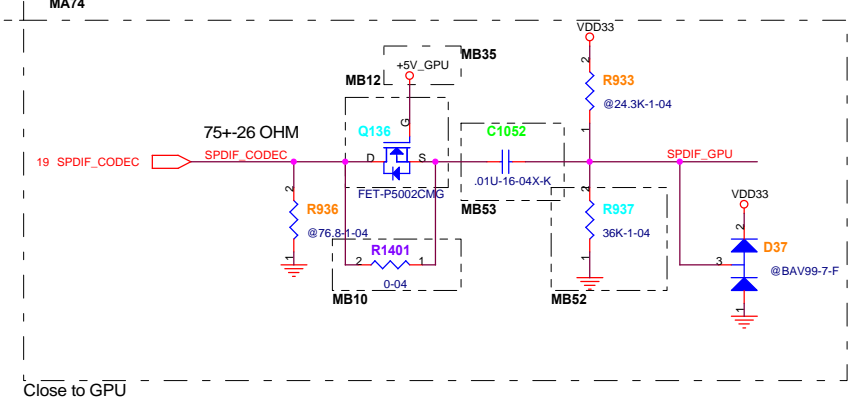 MA74
VDD33
MB35
+5V_GPU
MB12
2
R933
@24.3K-1-04
1
75+-26 OHM
Q136
G
C1052
19 SPDIF_CODEC
SPDIF_CODEC
D
S
SPDIF_GPU
FET-P5002CMG
.01U-16-04X-K
MB53
VDD33
2
R936
@76.8-1-04
1
2
R937
36K-1-04
1
2
D37
R1401
2
1
0-04
3
@BAV99-7-F
MB10
MB52
1
Close to GPU